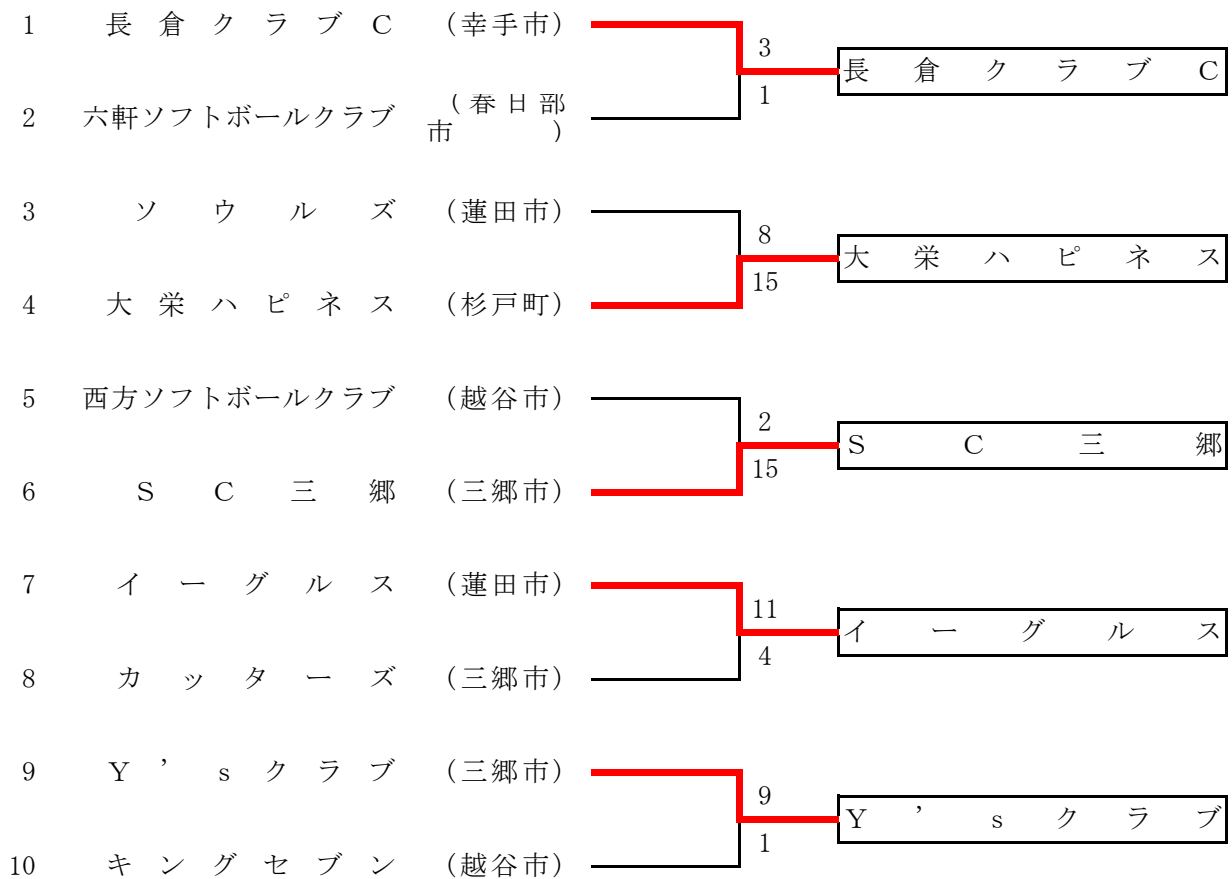 1 長倉クラブC (幸手市)
3
長倉クラブC
1
2 六軒ソフトボールクラブ (春日部市)
3 ソウルズ (蓮田市)
8
大栄ハピネス
15
4 大栄ハピネス (杉戸町)
5 西方ソフトボールクラブ (越谷市)
2
SC三郷
15
6 SC三郷 (三郷市)
7 イーグルス (蓮田市)
11
イーグルス
4
8 カッターズ (三郷市)
9 Y’sクラブ (三郷市)
9
Y’sクラブ
1
10 キングセブン (越谷市)